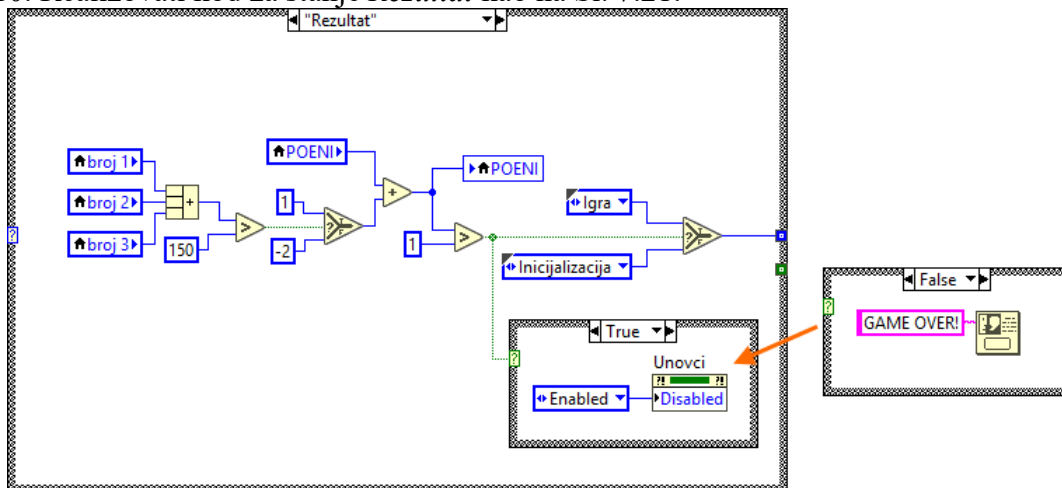 "Rezultat"
broj 1
broj 2
broj 3
150
1
-2
POENI
+
+
>
?
T
F
POENI
1
>
Igra
Inicijalizacija
?
T
F
?
True
?
Unovci
?! ?!
Enabled
Disabled
False
?
GAME OVER!